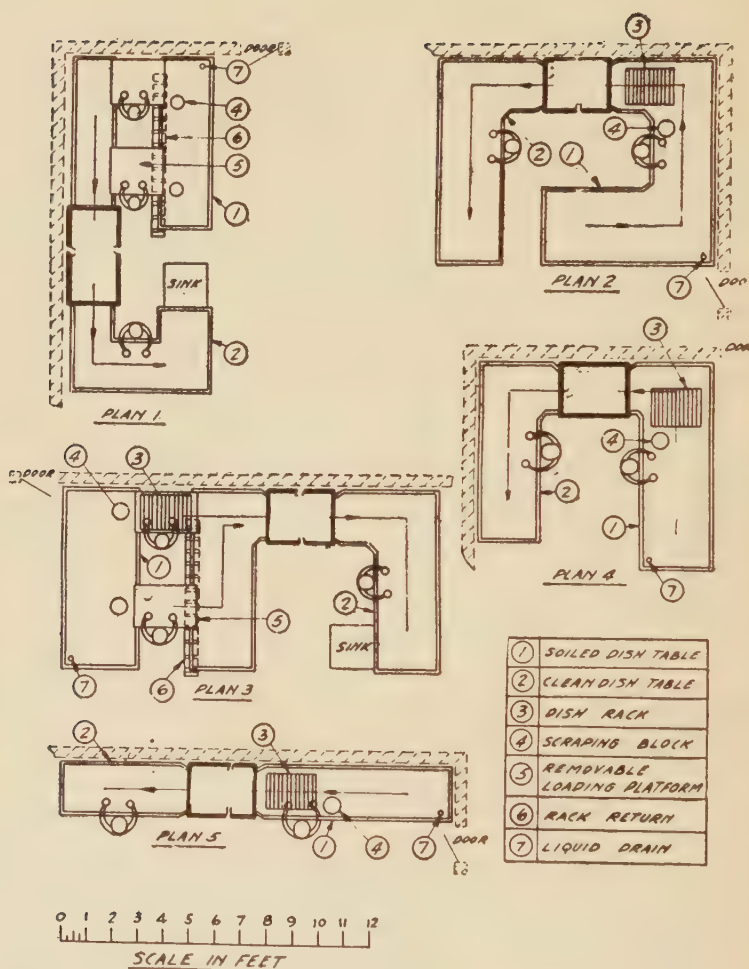 DOOR
7
4
6
5
1
SINK
2
PLAN 1
3
4
2
1
PLAN 2
7
DOOR
3
DOOR
4
2
1
PLAN 4
7
DOOR
4
3
1
2
5
SINK
7
6
PLAN 3
2
3
PLAN 5
1
4
7
DOOR
1 SOILED DISH TABLE
2 CLEAN DISH TABLE
3 DISH RACK
4 SCRAPING BLOCK
5 REMOVABLE
LOADING PLATFORM
6 RACK RETURN
7 LIQUID DRAIN
0 1 2 3 4 5 6 7 8 9 10 11 12
SCALE IN FEET